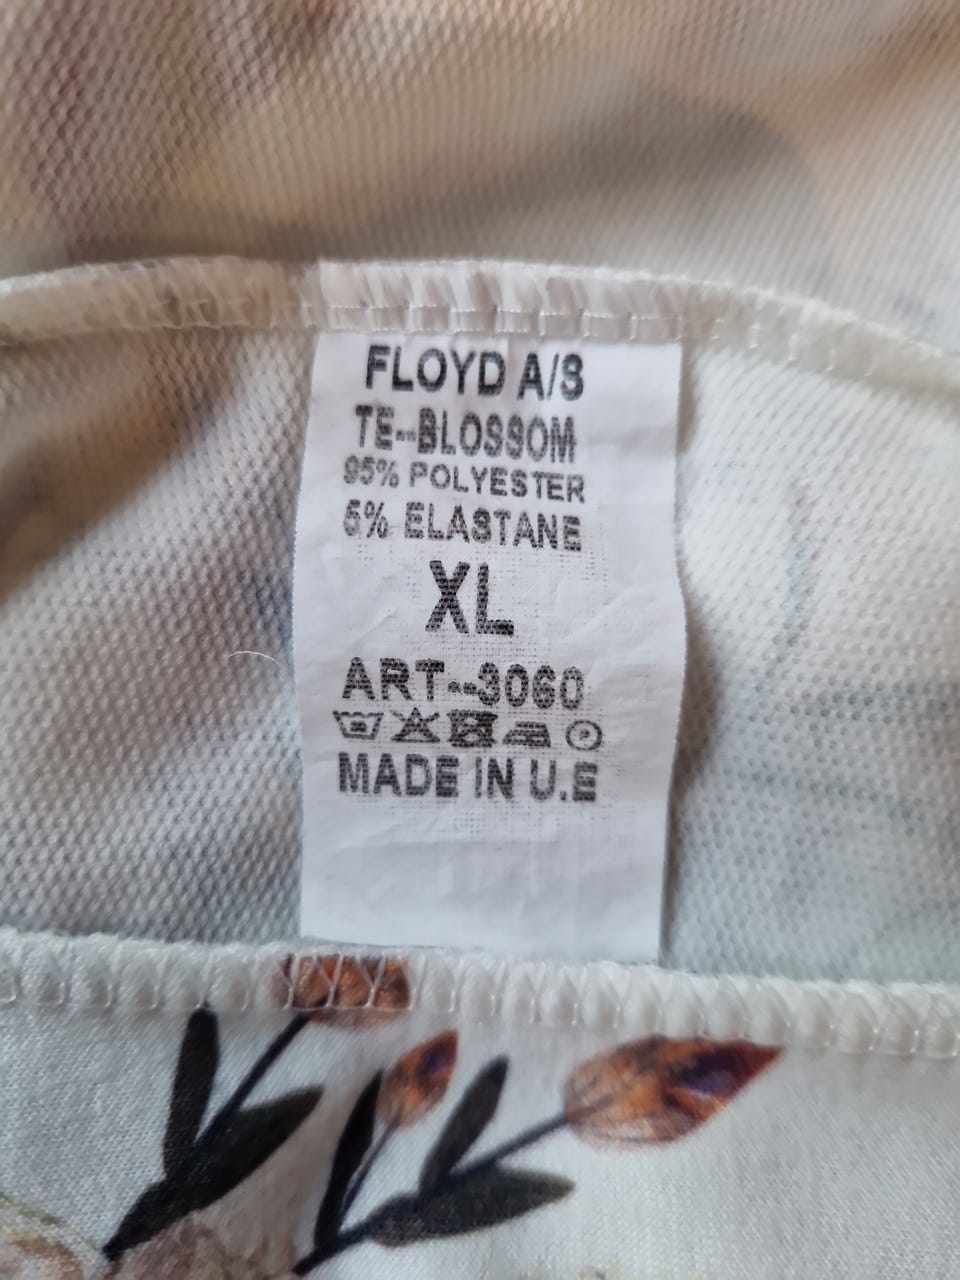 FLOYD A/S
TE--BLOSSOM
95% POLYESTER
5% ELASTANE
XL
ART--3060
P
MADE IN U.E